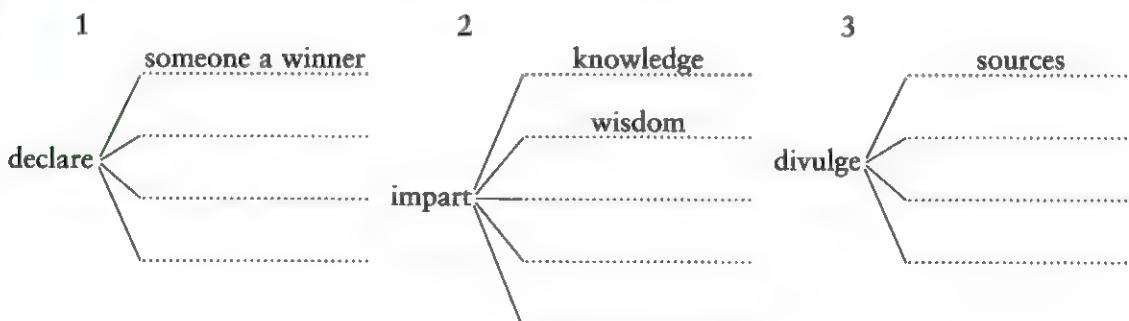 1 2 3
someone a winner knowledge sources
wisdom
declare divulge
impart